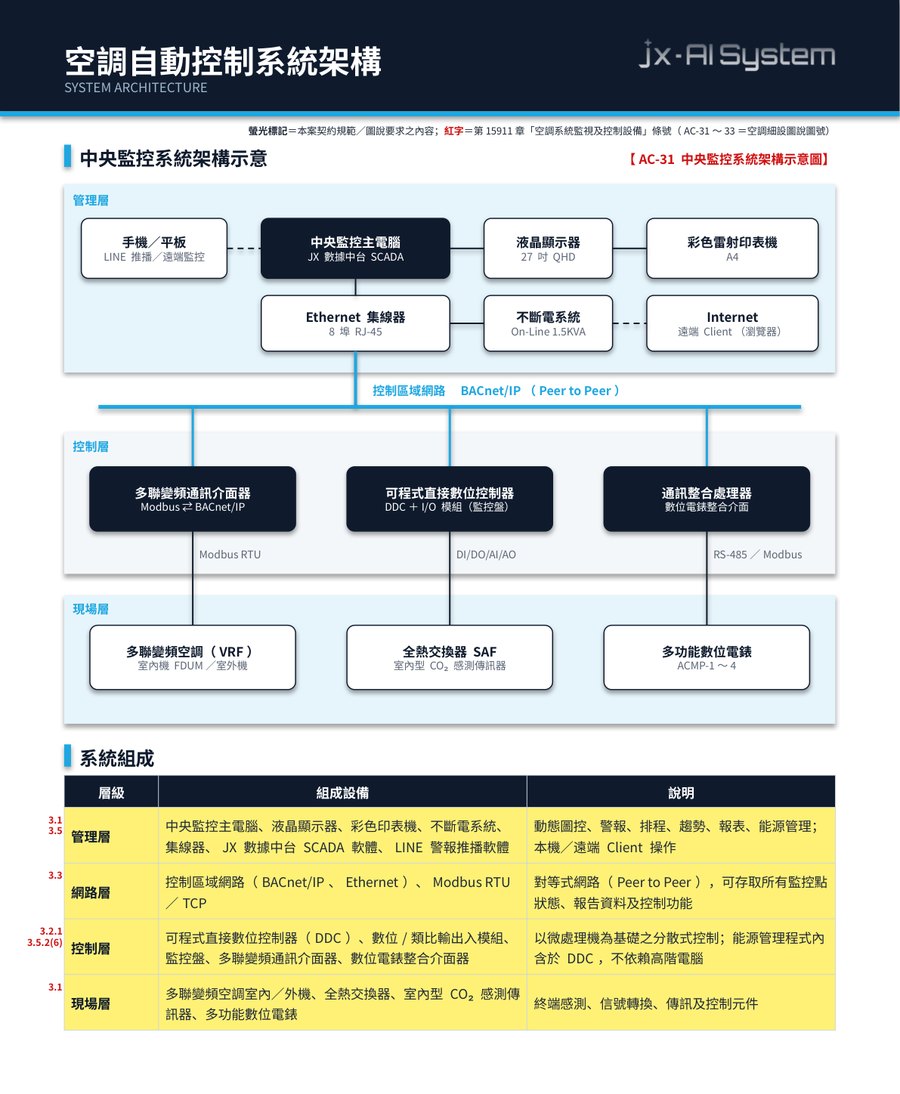 空調自動控制系統架構
SYSTEM ARCHITECTURE
jx-AI System
螢光標記＝本案契約規範／圖說要求之內容；紅字＝第 15911 章「空調系統監視及控制設備」條號（ AC-31 ～ 33 ＝空調細設圖說圖號）
中央監控系統架構示意
【 AC-31 中央監控系統架構示意圖】
管理層
手機／平板
LINE 推播／遠端監控
中央監控主電腦
JX 數據中台 SCADA
液晶顯示器
27 吋 QHD
彩色雷射印表機
A4
Ethernet 集線器
8 埠 RJ-45
不斷電系統
On-Line 1.5KVA
Internet
遠端 Client （瀏覽器）
控制區域網路 BACnet/IP （ Peer to Peer ）
控制層
多聯變頻通訊介面器
Modbus ⇄ BACnet/IP
可程式直接數位控制器
DDC ＋ I/O 模組（監控盤）
通訊整合處理器
數位電錶整合介面
Modbus RTU
DI/DO/AI/AO
RS-485 ／ Modbus
現場層
多聯變頻空調（ VRF ）
室內機 FDUM ／室外機
全熱交換器 SAF
室內型 CO₂ 感測傳訊器
多功能數位電錶
ACMP-1 ～ 4
系統組成
層級
組成設備
說明
3.1
3.5
管理層
中央監控主電腦、液晶顯示器、彩色印表機、不斷電系統、
集線器、 JX 數據中台 SCADA 軟體、 LINE 警報推播軟體
動態圖控、警報、排程、趨勢、報表、能源管理；
本機／遠端 Client 操作
3.3
網路層
控制區域網路（ BACnet/IP 、 Ethernet ）、 Modbus RTU
／ TCP
對等式網路（ Peer to Peer ），可存取所有監控點
狀態、報告資料及控制功能
3.2.1
3.5.2(6)
控制層
可程式直接數位控制器（ DDC ）、數位 / 類比輸出入模組、
監控盤、多聯變頻通訊介面器、數位電錶整合介面器
以微處理機為基礎之分散式控制；能源管理程式內
含於 DDC ，不依賴高階電腦
3.1
現場層
多聯變頻空調室內／外機、全熱交換器、室內型 CO₂ 感測傳
訊器、多功能數位電錶
終端感測、信號轉換、傳訊及控制元件